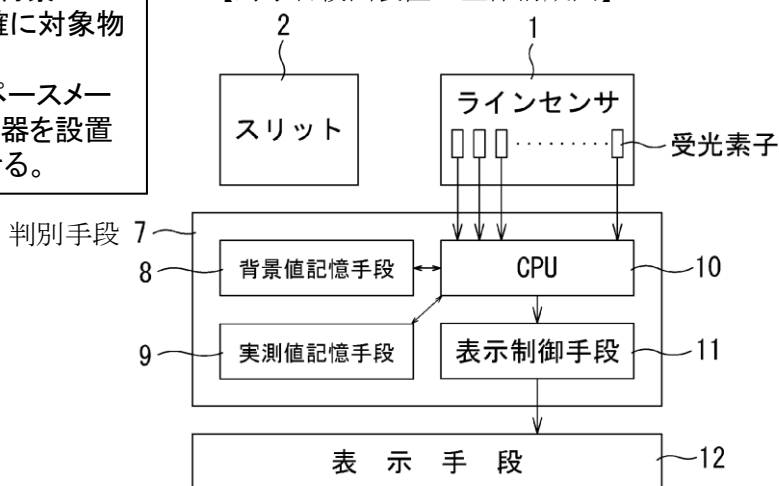 確に対象物
ペースメー
器を設置
する。
2
スリット
1
ラインセンサ
受光素子
判別手段 7
8 背景値記憶手段
CPU 10
9 実測値記憶手段
表示制御手段 11
表示手段 12